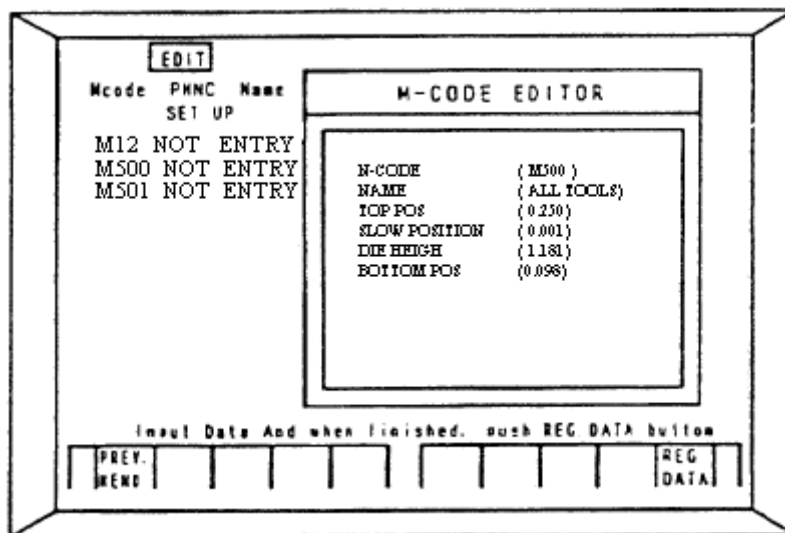 EDIT
Mcode PHNC Name
SET UP
M12 NOT ENTRY
M500 NOT ENTRY
M501 NOT ENTRY
M-CODE EDITOR
N-CODE ( M500 )
NAME ( ALL TOOLS)
TOP POS ( 0.250)
SLOW POSITION ( 0.001)
DIE HEIGH ( 1.181)
BOTTOM POS (0.098)
Input Data And when finished. push REG DATA button
PREV. MENU
REG DATA